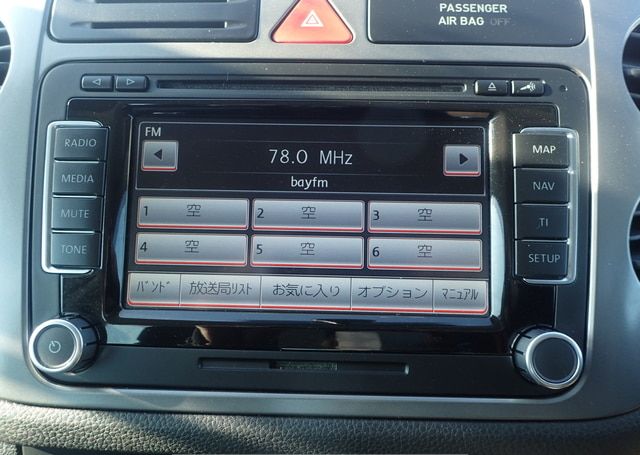 PASSENGER
AIR BAG OFF
RADIO
MEDIA
MUTE
TONE
FM
78.0 MHz
bayfm
1 空
2 空
3 空
4 空
5 空
6 空
バンド 放送局リスト お気に入り オプション マニュアル
MAP
NAV
TI
SETUP